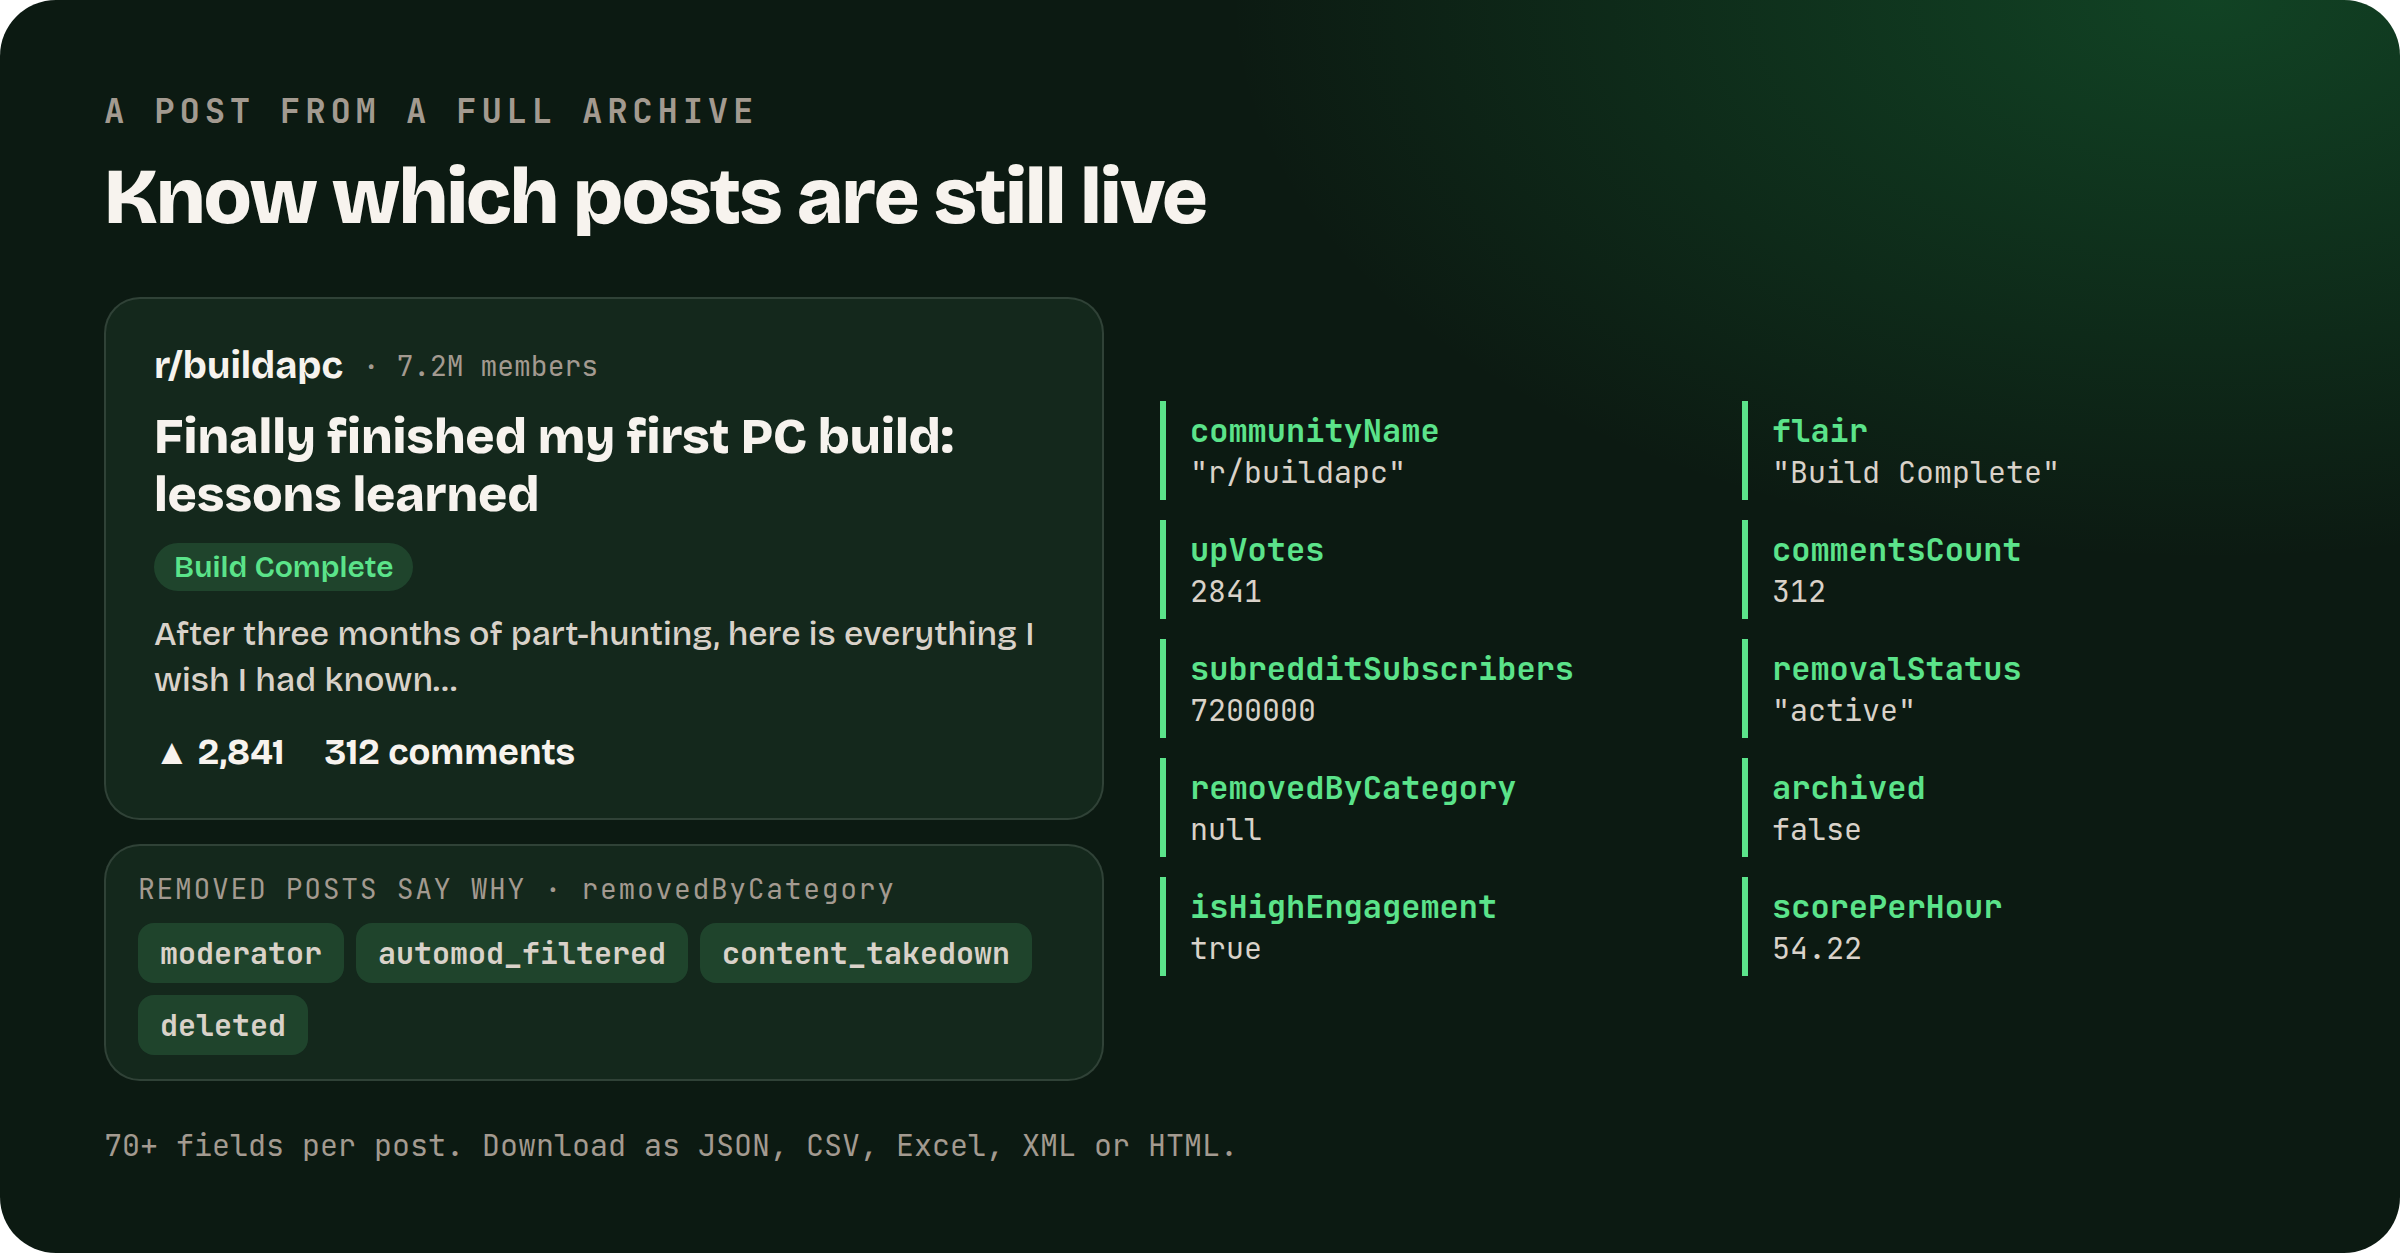 A POST FROM A FULL ARCHIVE
Know which posts are still live
r/buildapc · 7.2M members
Finally finished my first PC build:
lessons learned
Build Complete
After three months of part-hunting, here is everything I
wish I had known...
▲ 2,841 312 comments
REMOVED POSTS SAY WHY · removedByCategory
moderator automod_filtered content_takedown
deleted
communityName
"r/buildapc"
flair
"Build Complete"
upVotes
2841
commentsCount
312
subredditSubscribers
7200000
removalStatus
"active"
removedByCategory
null
archived
false
isHighEngagement
true
scorePerHour
54.22
70+ fields per post. Download as JSON, CSV, Excel, XML or HTML.